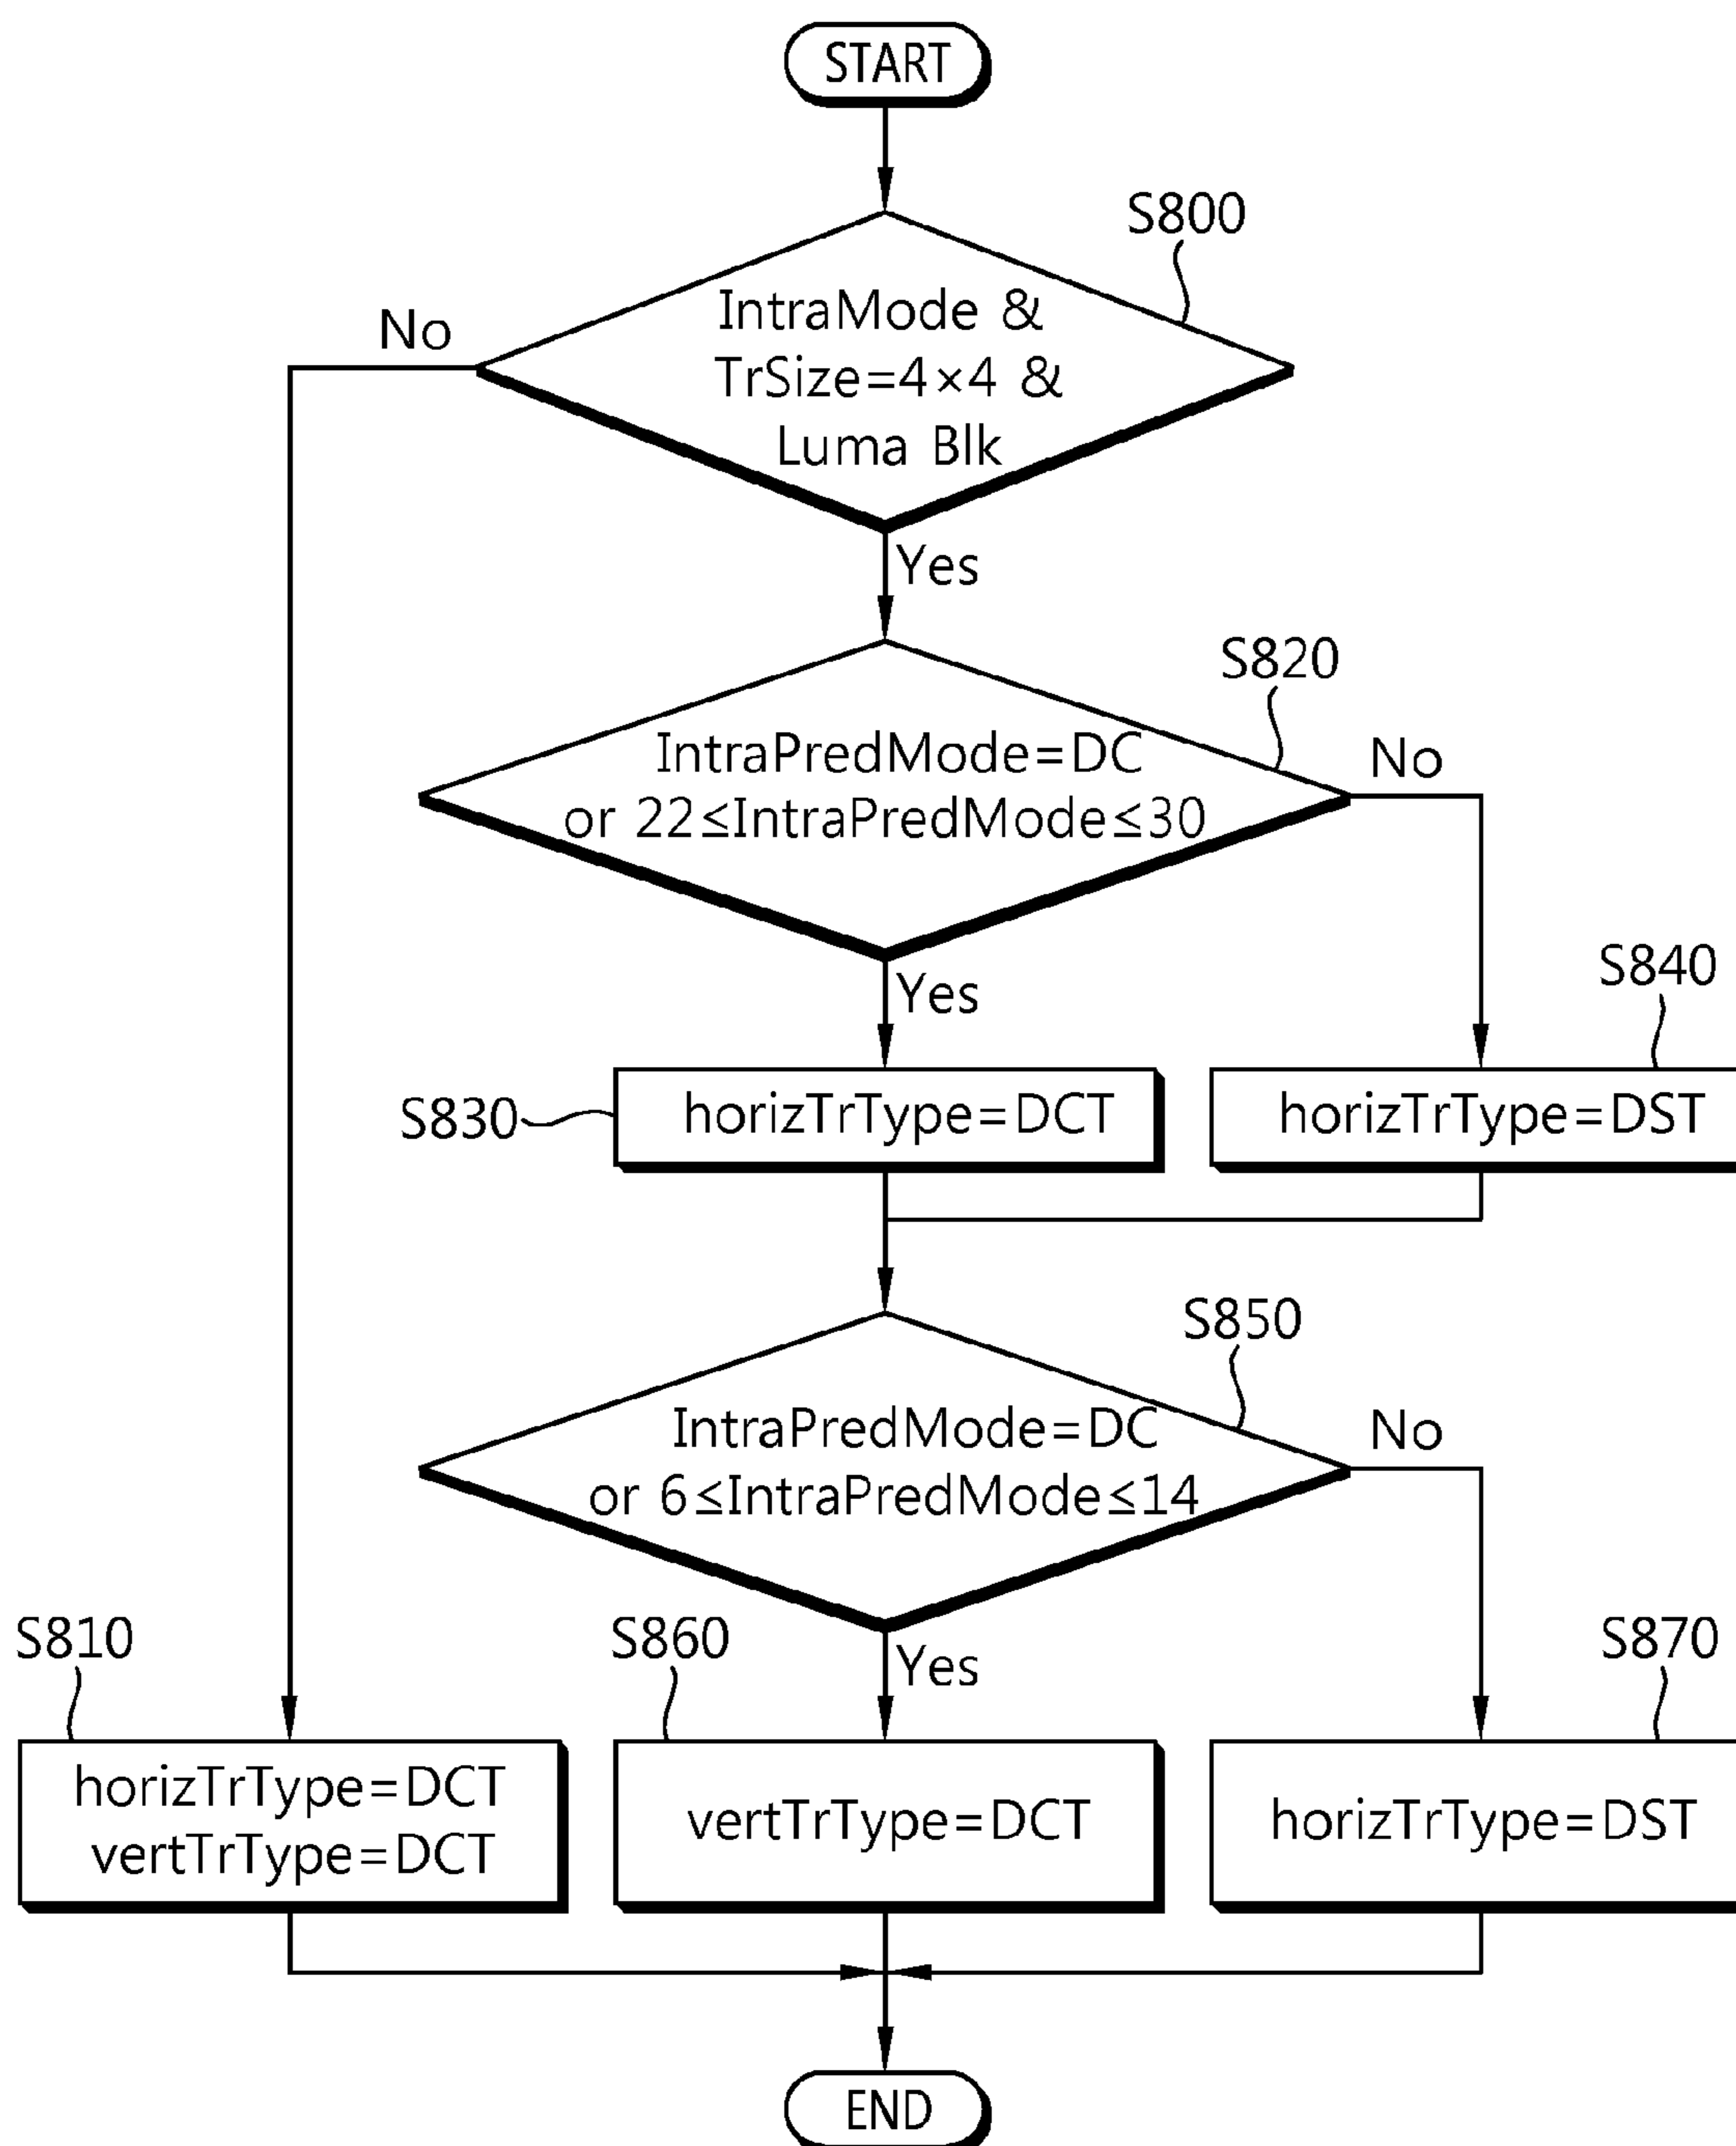 START
S800
No
IntraMode &
TrSize=4×4 &
Luma Blk
Yes
S820
IntraPredMode=DC
or 22≤IntraPredMode≤30
No
Yes
S840
S830
horizTrType=DCT
horizTrType=DST
S850
IntraPredMode=DC
or 6≤IntraPredMode≤14
No
Yes
S810
S860
S870
horizTrType=DCT
vertTrType=DCT
vertTrType=DCT
horizTrType=DST
END